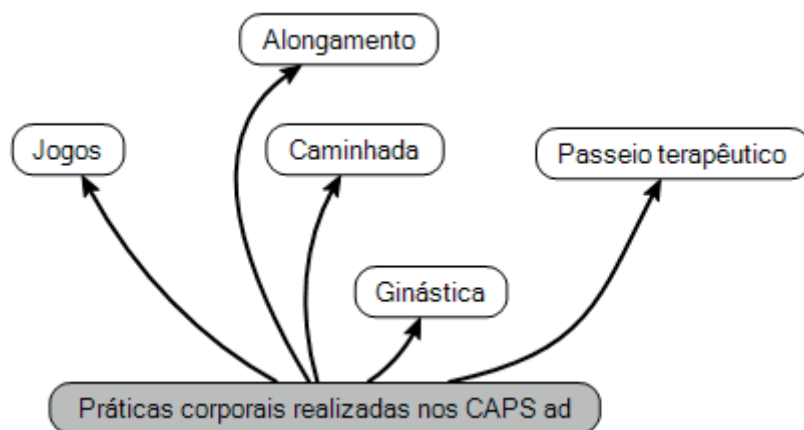 Alongamento
Jogos
Caminhada
Passeio terapêutico
Ginástica
Práticas corporais realizadas nos CAPS ad